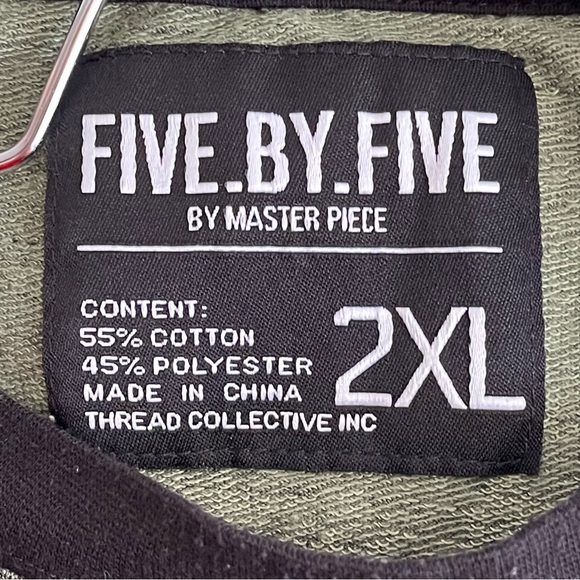 FIVE.BY.FIVE
BY MASTER PIECE
CONTENT:
55% COTTON
45% POLYESTER
MADE IN CHINA
THREAD COLLECTIVE INC
2XL